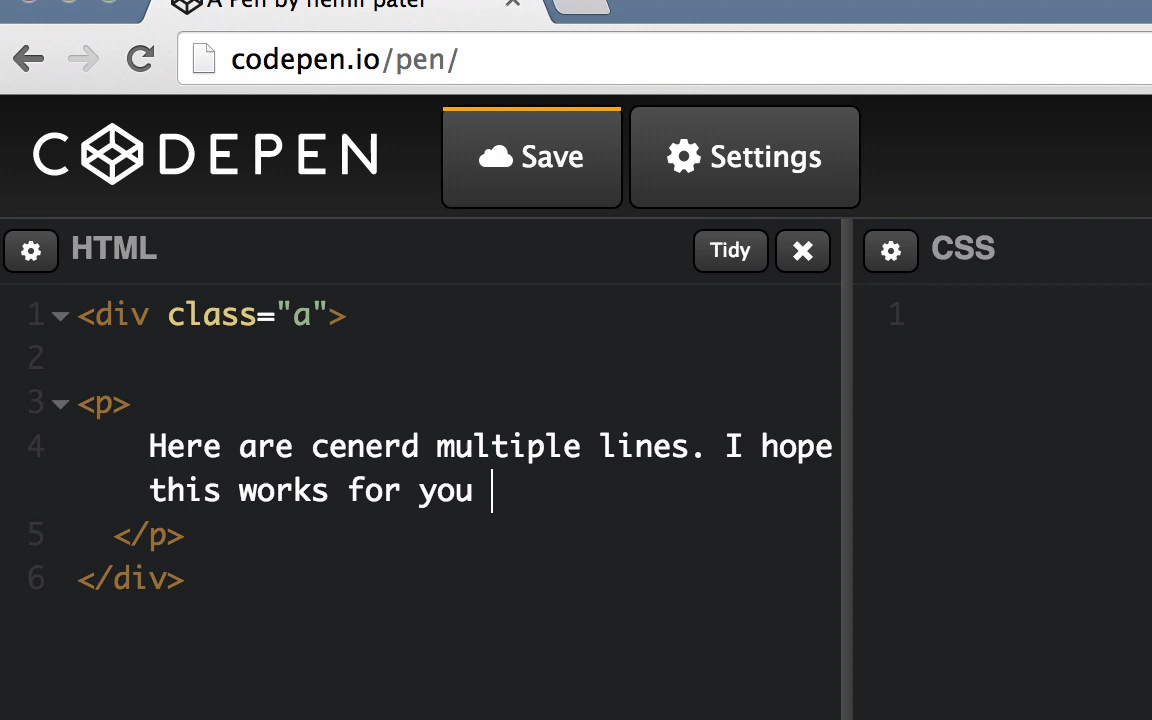 A Pen by
codepen.io/pen/
CODEPEN
Save
Settings
HTML
Tidy
CSS
1 <div class="a">
2
3 <p>
4 Here are cenerd multiple lines. I hope
this works for you
5 </p>
6 </div>
1